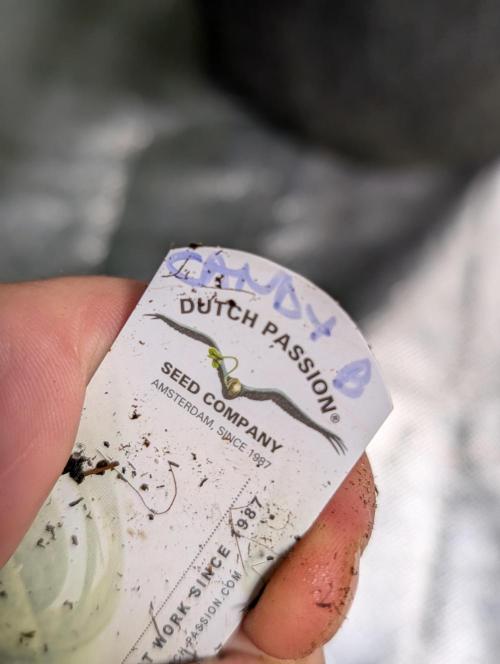 CANDY B
DUTCH PASSION®
SEED COMPANY
AMSTERDAM, SINCE 1987
T WORK SINCE 1987
H-PASSION.COM